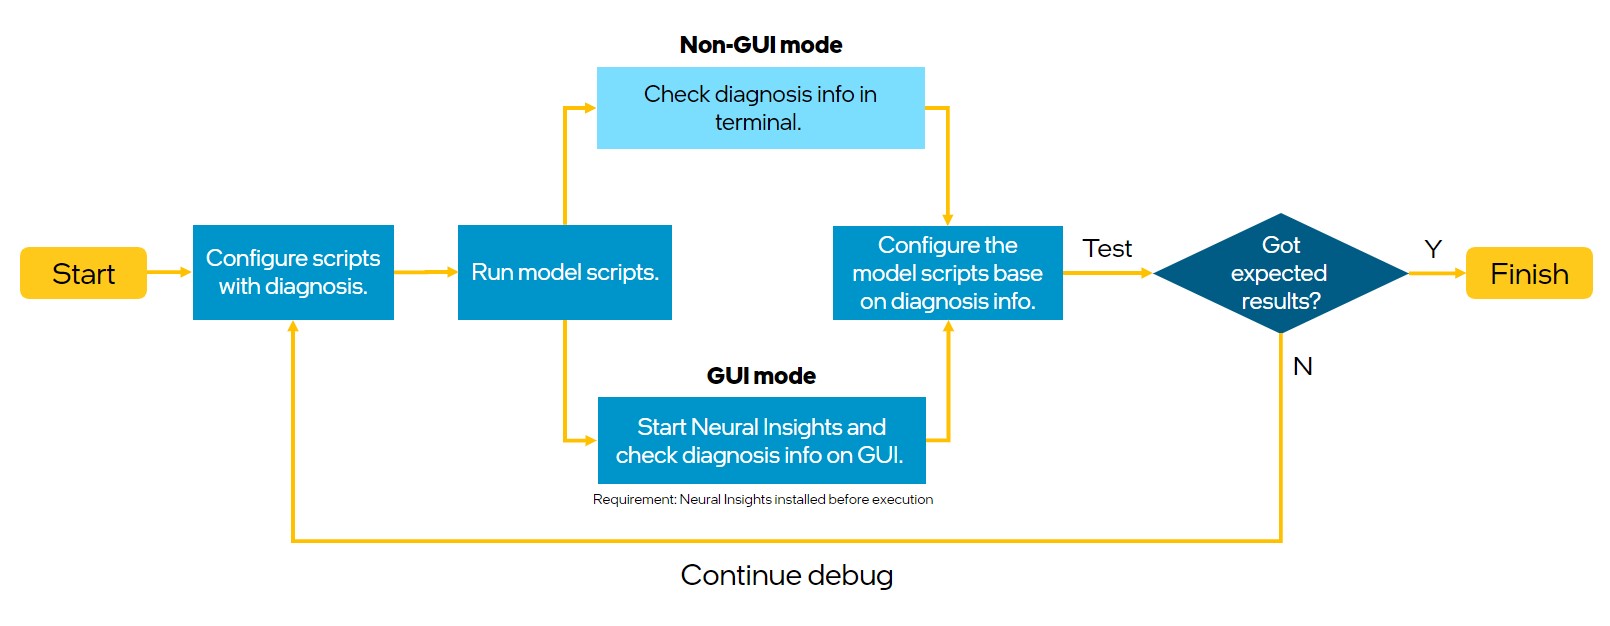 Non-GUI mode
Check diagnosis info in
terminal.
Start
Configure scripts
with diagnosis.
Run model scripts.
Configure the
model scripts base
on diagnosis info.
Test
Got
expected
results?
Y
Finish
N
GUI mode
Start Neural Insights and
check diagnosis info on GUI.
Requirement: Neural Insights installed before execution
Continue debug